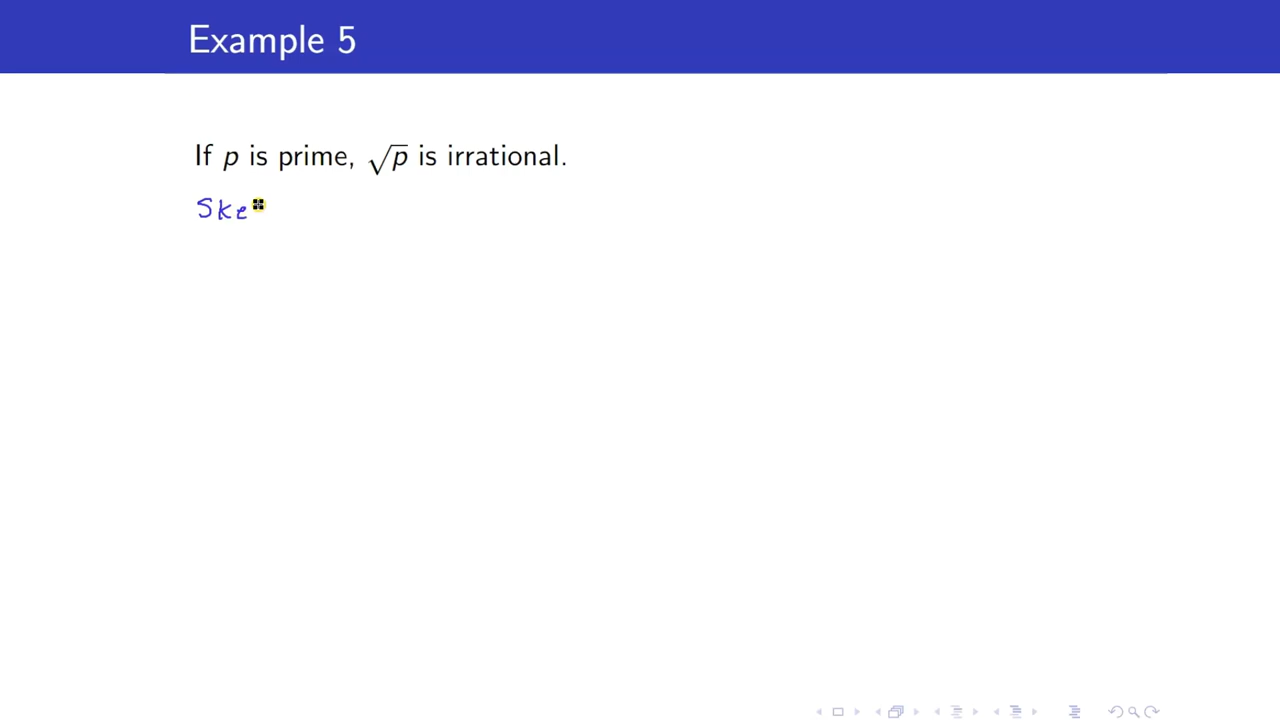 Example 5
If p is prime, √p is irrational.
Ske